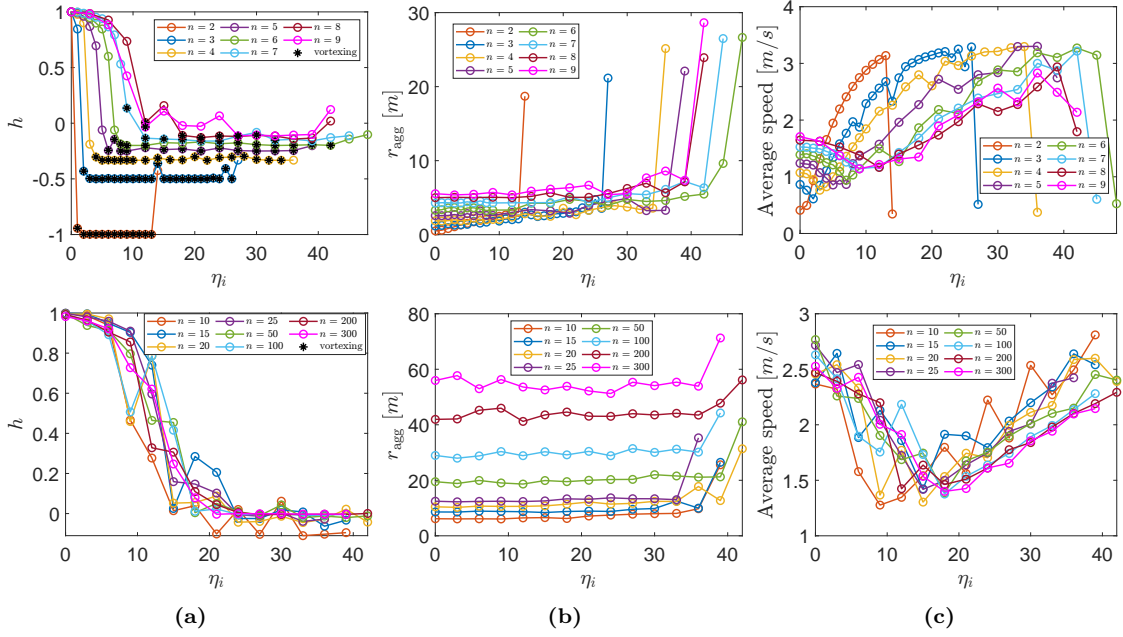 h
1
0.5
0
-0.5
-1
n = 2
n = 3
n = 4
n = 5
n = 6
n = 7
n = 8
n = 9
vortexing
0
10
20
30
40
η_i
r_agg [m]
30
20
10
0
n = 2
n = 3
n = 4
n = 5
n = 6
n = 7
n = 8
n = 9
0
10
20
30
40
η_i
Average speed [m/s]
4
3
2
1
0
n = 2
n = 3
n = 4
n = 5
n = 6
n = 7
n = 8
n = 9
0
10
20
30
40
η_i
h
1
0.8
0.6
0.4
0.2
0
n = 10
n = 15
n = 20
n = 25
n = 50
n = 100
n = 200
n = 300
vortexing
0
10
20
30
40
η_i
r_agg [m]
80
60
40
20
0
n = 10
n = 15
n = 20
n = 25
n = 50
n = 100
n = 200
n = 300
0
10
20
30
40
η_i
Average speed [m/s]
3
2.5
2
1.5
1
n = 10
n = 15
n = 20
n = 25
n = 50
n = 100
n = 200
n = 300
0
10
20
30
40
η_i
(a)
(b)
(c)